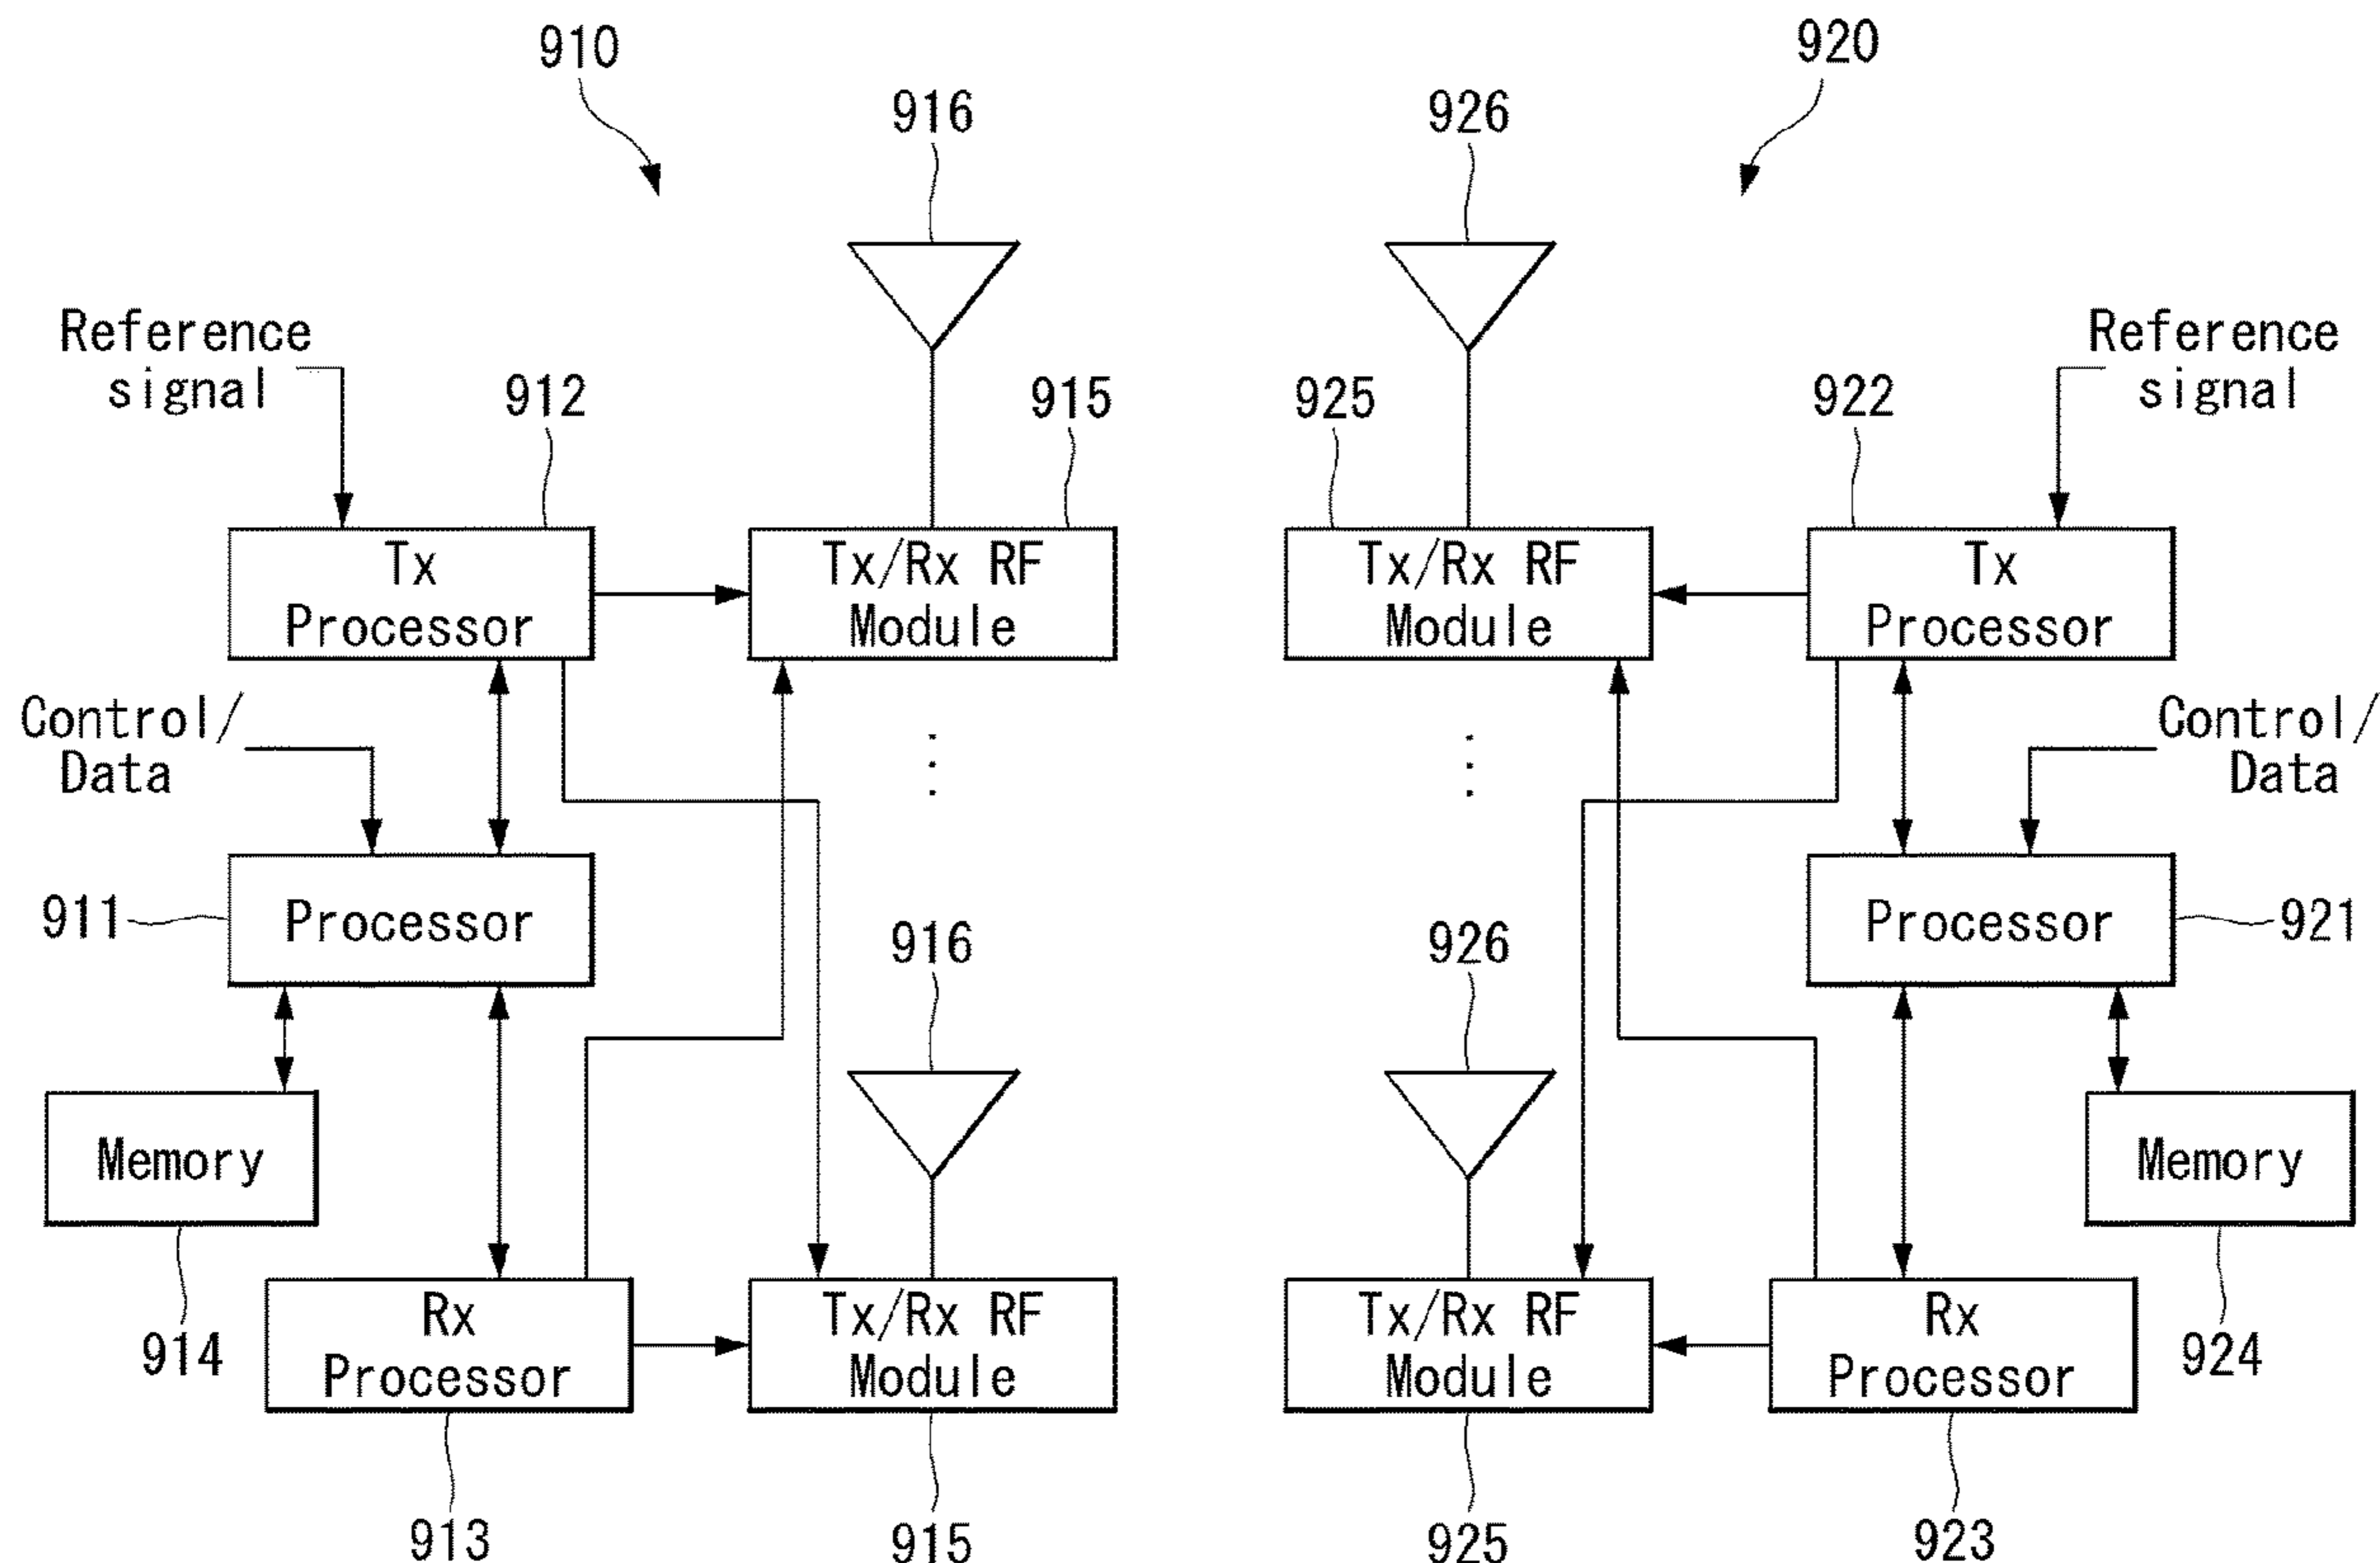 910
920
916
926
Reference
signal
Reference
signal
912
915
925
922
Tx
Processor
Tx/Rx RF
Module
Tx/Rx RF
Module
Tx
Processor
Control/
Data
Control/
Data
911
Processor
916
926
Processor
921
Memory
Memory
914
Rx
Processor
Tx/Rx RF
Module
Tx/Rx RF
Module
Rx
Processor
924
913
915
925
923